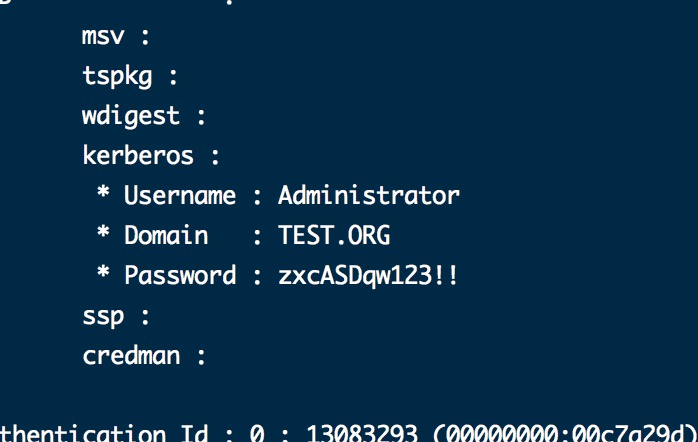 msv :
tspkg :
wdigest :
kerberos :
* Username : Administrator
* Domain   : TEST.ORG
* Password : zxcASDqw123!!
ssp :
credman :
thentication Id : 0 : 13083293 (00000000:00c7a29d)